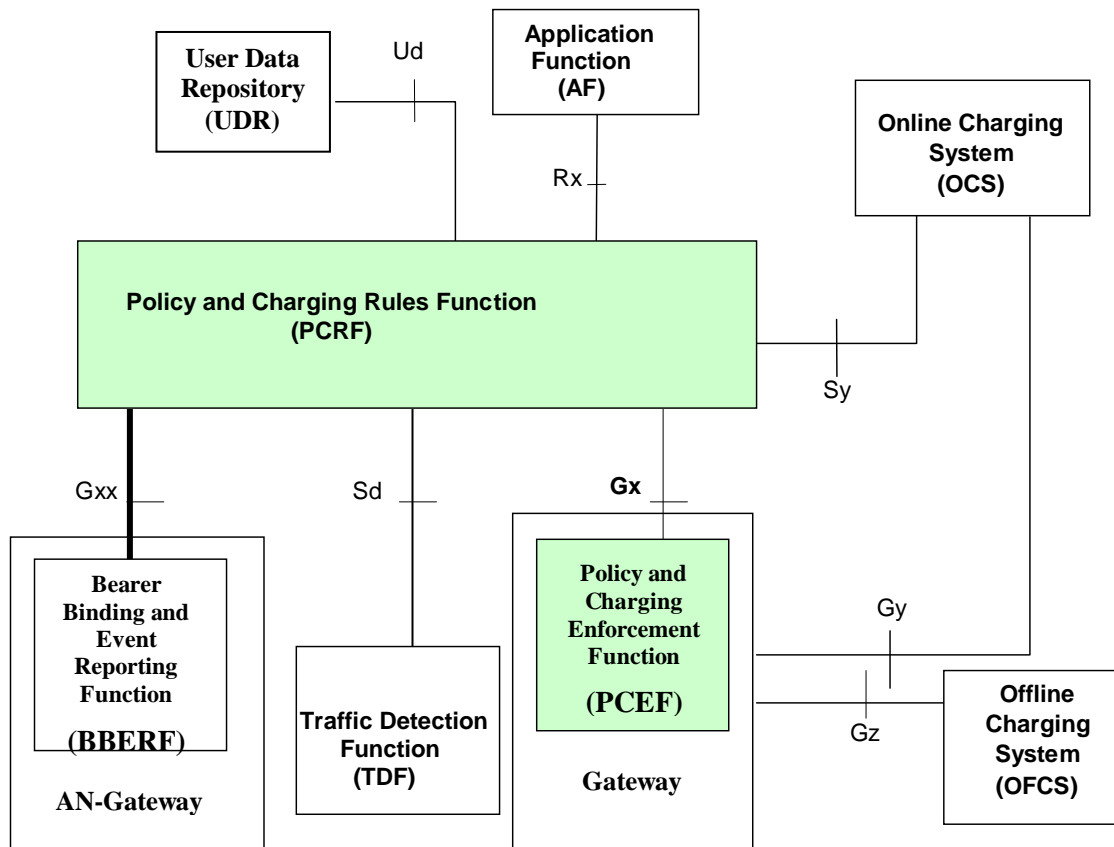 User Data
Repository
(UDR)
Ud
Application
Function
(AF)
Rx
Online Charging
System
(OCS)
Policy and Charging Rules Function
(PCRF)
Sy
Gxx
Sd
Gx
Bearer
Binding and
Event
Reporting
Function
(BBERF)
AN-Gateway
Traffic Detection
Function
(TDF)
Policy and
Charging
Enforcement
Function
(PCEF)
Gateway
Gy
Gz
Offline
Charging
System
(OFCS)